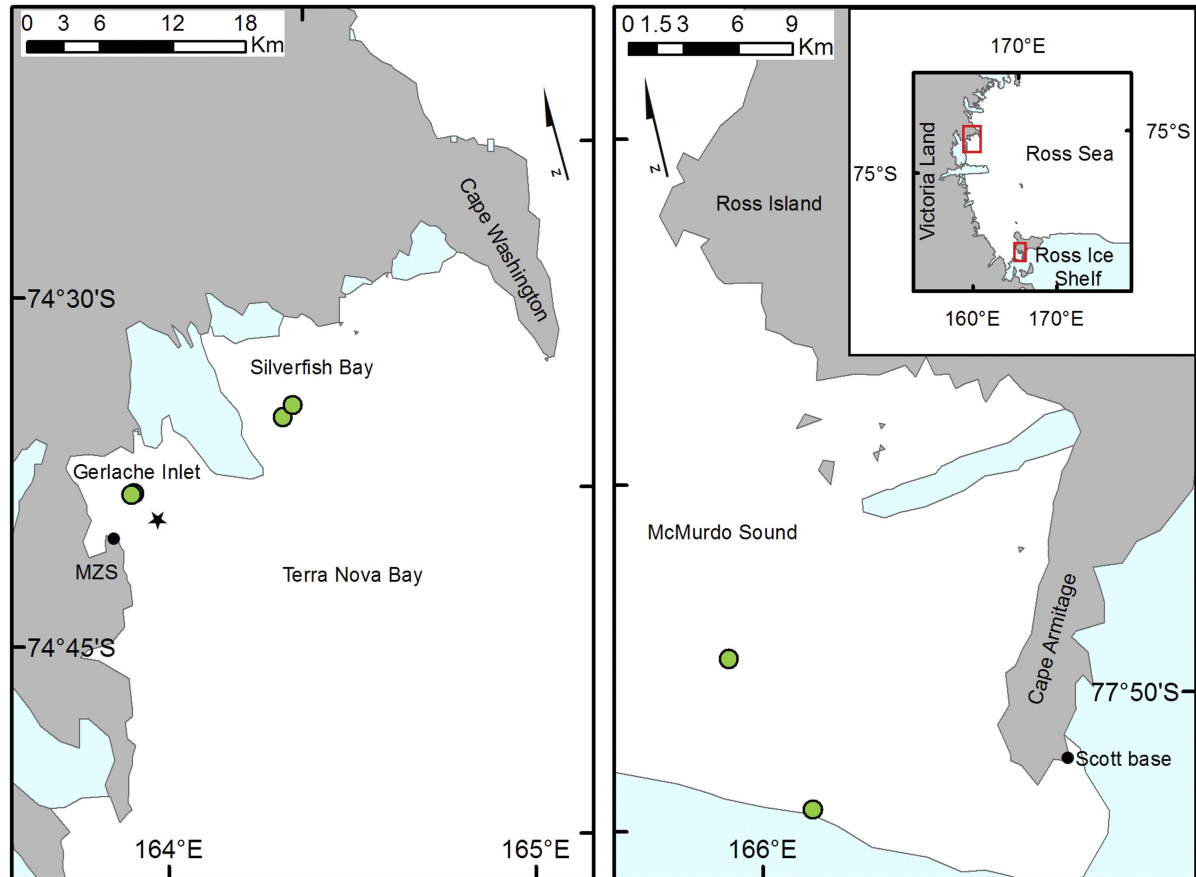 0 3 6 12 18
Km
N
Cape Washington
74°30'S
Silverfish Bay
Gerlache Inlet
MZS
Terra Nova Bay
74°45'S
164°E 165°E
0 1.5 3 6 9
Km
N
Ross Island
170°E
75°S
75°S
Victoria Land
Ross Sea
Ross Ice
Shelf
160°E 170°E
McMurdo Sound
Cape Armitage
77°50'S
Scott base
166°E